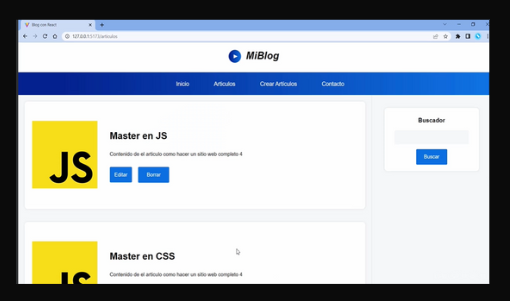 Blog con React
127.0.0.1:5173/articulos
MiBlog
Inicio Articulos Crear Articulos Contacto
JS
Master en JS
Contenido de el articulo como hacer un sitio web completo 4
Editar Borrar
Buscador
Buscar
JS
Master en CSS
Contenido de el articulo como hacer un sitio web completo 4